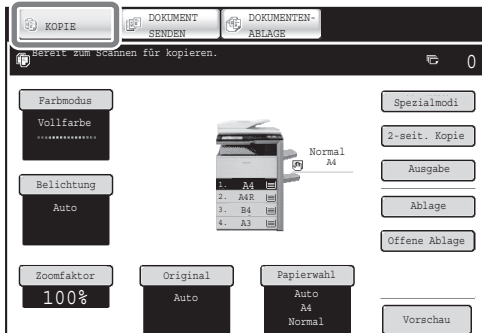 KOPIE
DOKUMENT
SENDEN
DOKUMENTEN-
ABLAGE
Bereit zum Scannen für kopieren.
0
Farbmodus
Vollfarbe
Belichtung
Auto
Zoomfaktor
100%
Normal
A4
1. A4
2. A4R
3. B4
4. A3
Original
Auto
Papierwahl
Auto
A4
Normal
Spezialmodi
2-seit. Kopie
Ausgabe
Ablage
Offene Ablage
Vorschau